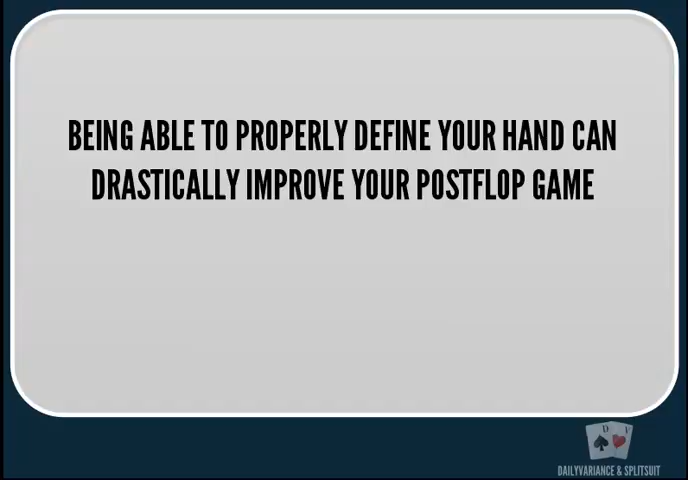 BEING ABLE TO PROPERLY DEFINE YOUR HAND CAN
DRASTICALLY IMPROVE YOUR POSTFLOP GAME
D V
DAILYVARIANCE & SPLITSUIT